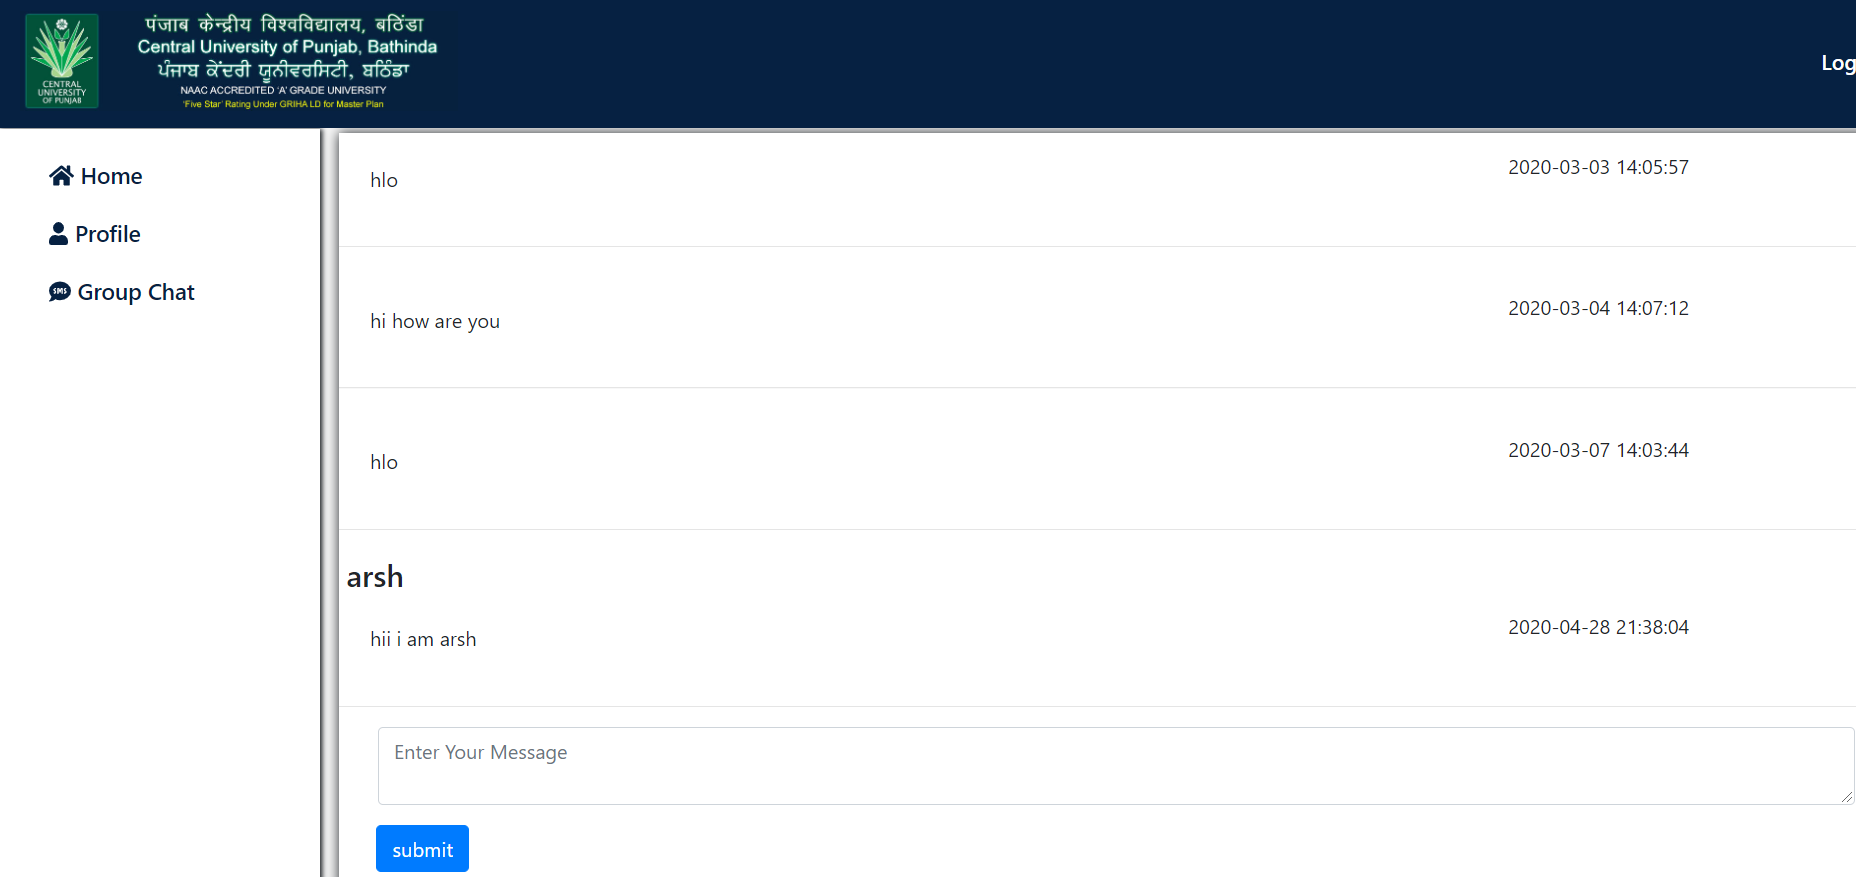 पंजाब केन्द्रीय विश्वविद्यालय, बठिंडा
Central University of Punjab, Bathinda
ਪੰਜਾਬ ਕੇਂਦਰੀ ਯੂਨੀਵਰਸਿਟੀ, ਬਠਿੰਡਾ
NAAC ACCREDITED 'A' GRADE UNIVERSITY
'Five Star' Rating Under GRIHA LD for Master Plan
CENTRAL
UNIVERSITY
OF PUNJAB
Log
Home
Profile
SMS Group Chat
hlo 2020-03-03 14:05:57
hi how are you 2020-03-04 14:07:12
hlo 2020-03-07 14:03:44
arsh
hii i am arsh 2020-04-28 21:38:04
Enter Your Message
submit